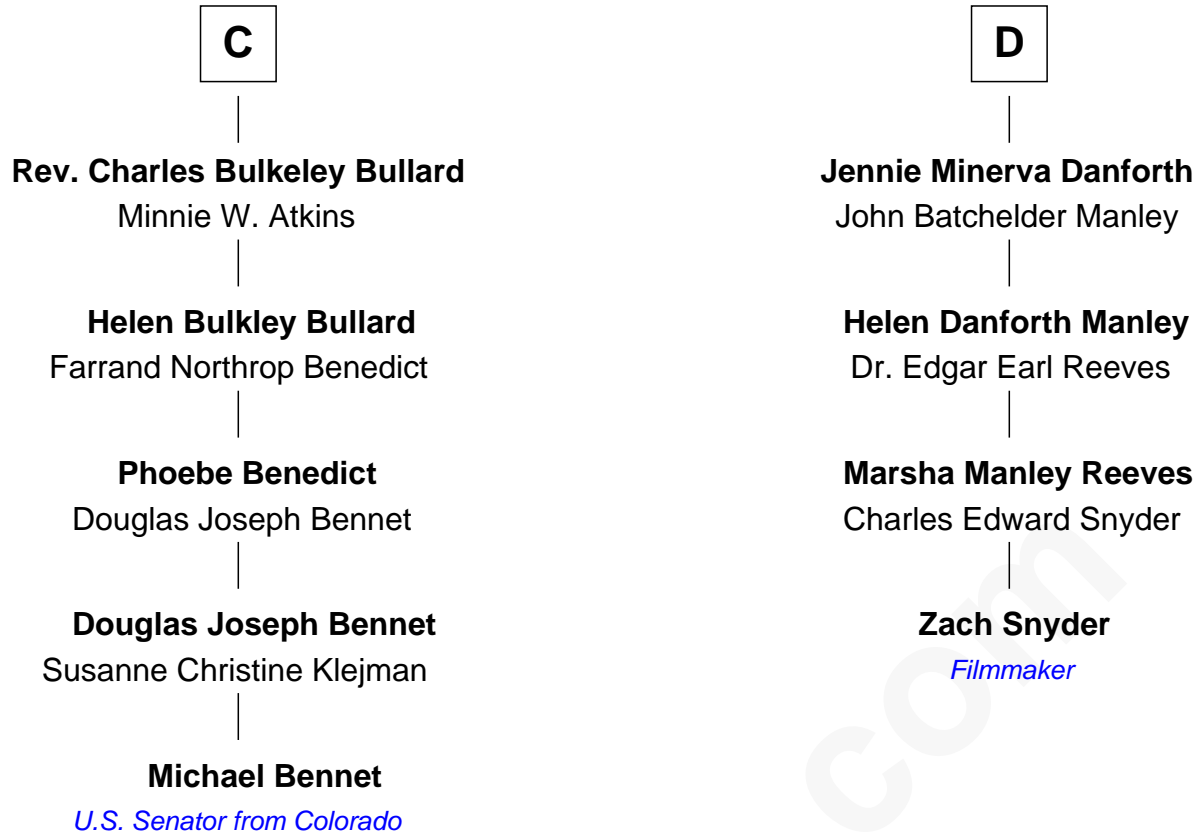 C
Rev. Charles Bulkeley Bullard
Minnie W. Atkins
Helen Bulkley Bullard
Farrand Northrop Benedict
Phoebe Benedict
Douglas Joseph Bennet
Douglas Joseph Bennet
Susanne Christine Klejman
Michael Bennet
U.S. Senator from Colorado
D
Jennie Minerva Danforth
John Batchelder Manley
Helen Danforth Manley
Dr. Edgar Earl Reeves
Marsha Manley Reeves
Charles Edward Snyder
Zach Snyder
Filmmaker
com